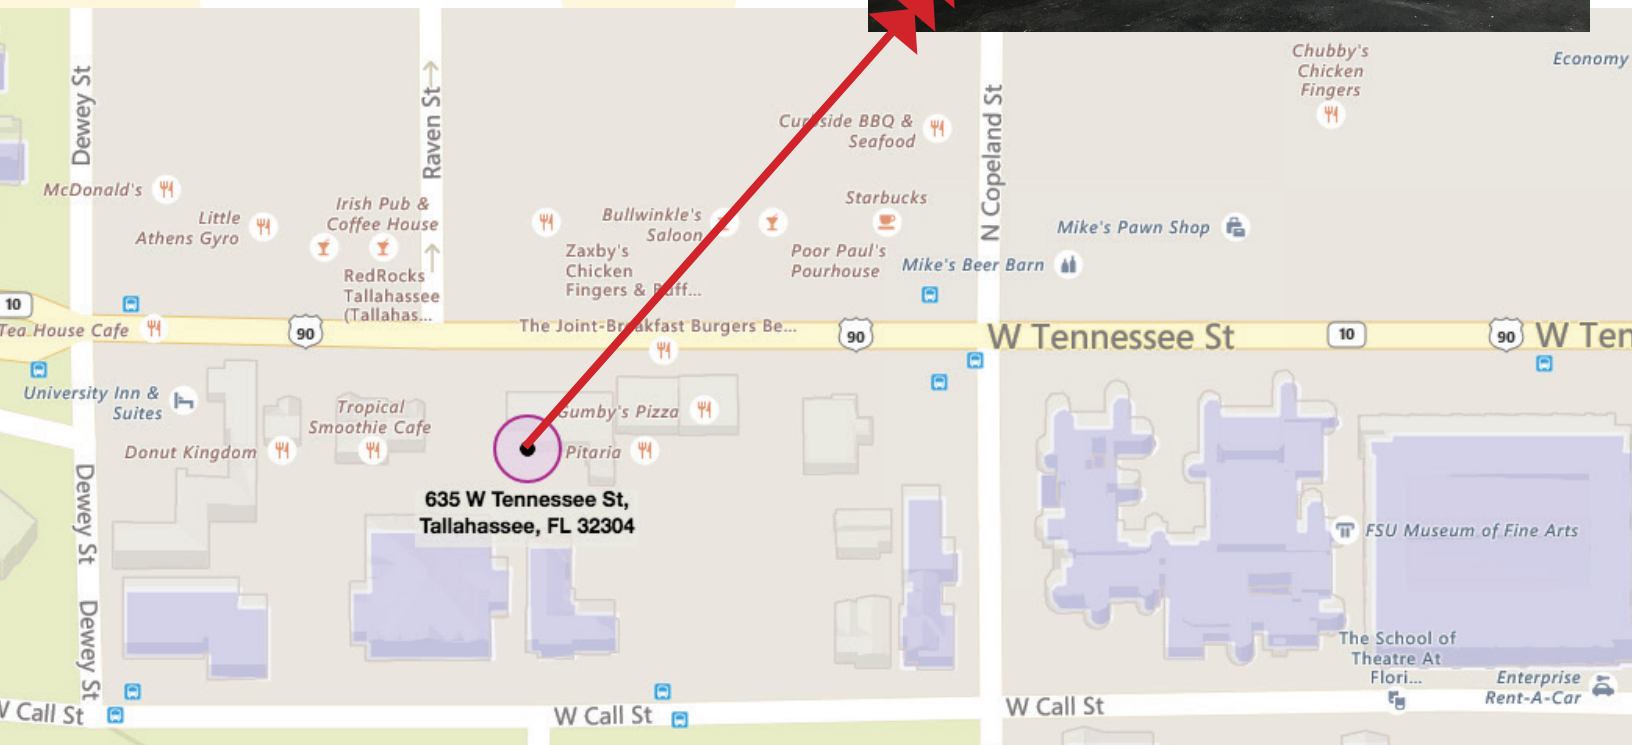 Dewey St
Raven St
N Copeland St
Chubby's
Chicken
Fingers
Economy
Curbside BBQ &
Seafood
McDonald's
Little
Athens Gyro
Irish Pub &
Coffee House
RedRocks
Tallahassee
(Tallahas...
Zaxby's
Chicken
Fingers & Buff...
Bullwinkle's
Saloon
Poor Paul's
Pourhouse
Starbucks
Mike's Pawn Shop
Mike's Beer Barn
10
Tea House Cafe
90
The Joint-Breakfast Burgers Be...
90
W Tennessee St
10
90
W Ten
University Inn &
Suites
Tropical
Smoothie Cafe
Donut Kingdom
Gumby's Pizza
Pitaria
635 W Tennessee St,
Tallahassee, FL 32304
Dewey St
Dewey St
FSU Museum of Fine Arts
The School of
Theatre At
Flori...
Enterprise
Rent-A-Car
W Call St
W Call St
W Call St